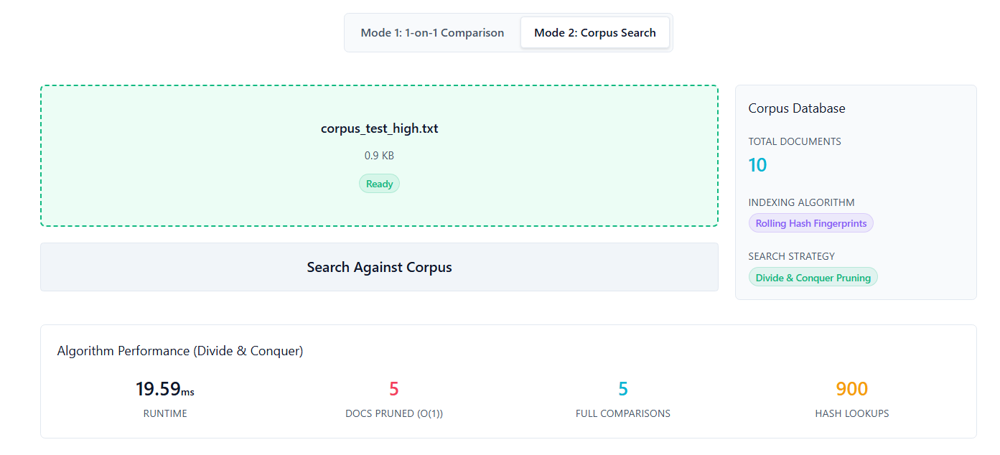 Mode 1: 1-on-1 Comparison
Mode 2: Corpus Search
corpus_test_high.txt
0.9 KB
Ready
Search Against Corpus
Corpus Database
TOTAL DOCUMENTS
10
INDEXING ALGORITHM
Rolling Hash Fingerprints
SEARCH STRATEGY
Divide & Conquer Pruning
Algorithm Performance (Divide & Conquer)
19.59ms
RUNTIME
5
DOCS PRUNED (O(1))
5
FULL COMPARISONS
900
HASH LOOKUPS